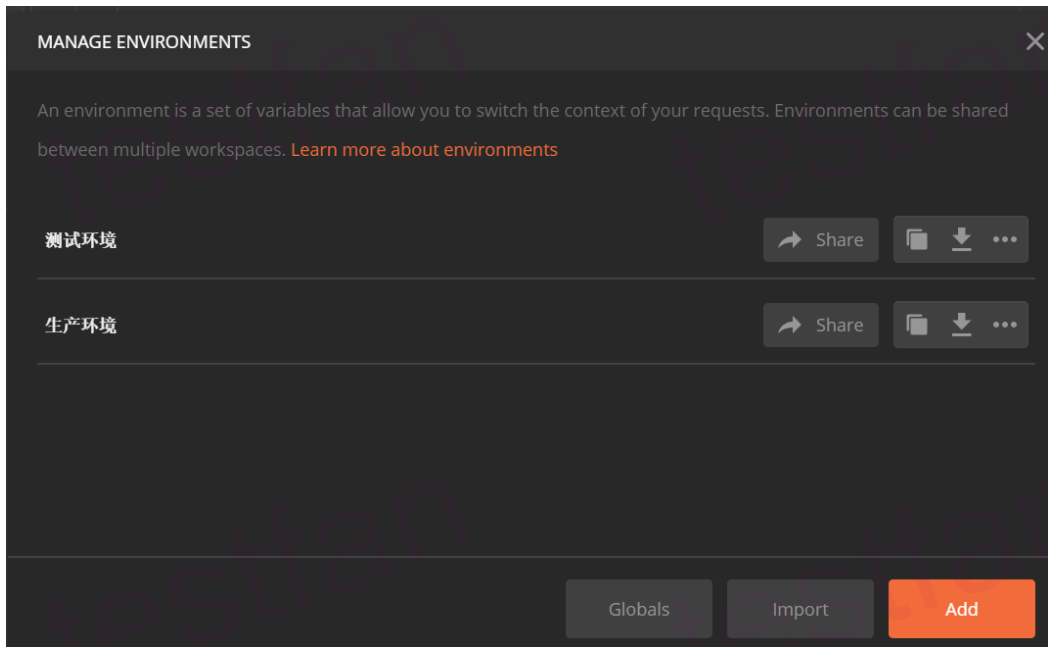 MANAGE ENVIRONMENTS
An environment is a set of variables that allow you to switch the context of your requests. Environments can be shared
between multiple workspaces. Learn more about environments
测试环境 Share
生产环境 Share
Globals Import Add